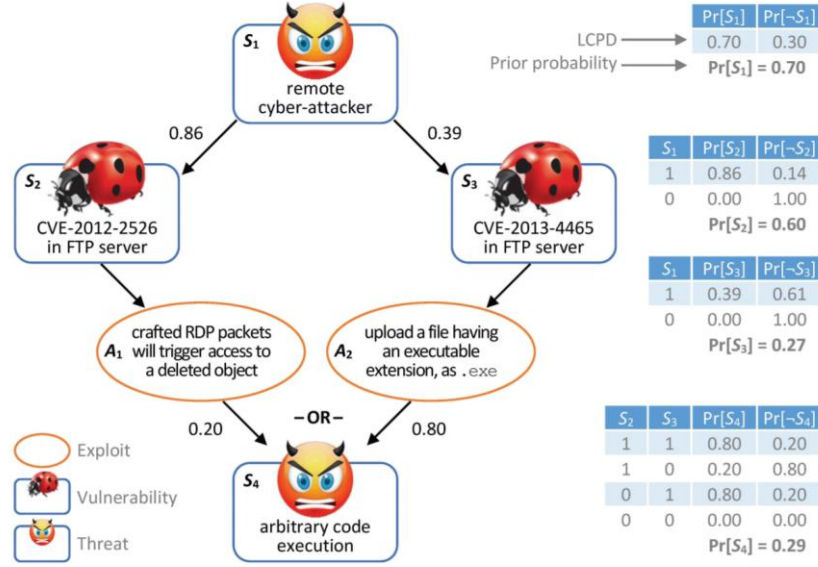 S1
remote
cyber-attacker
0.86
0.39
S2
CVE-2012-2526
in FTP server
S3
CVE-2013-4465
in FTP server
A1
crafted RDP packets
will trigger access to
a deleted object
A2
upload a file having
an executable
extension, as .exe
0.20
–OR–
0.80
S4
arbitrary code
execution
Exploit
Vulnerability
Threat
LCPD
Prior probability
Pr[S1] Pr[¬S1]
0.70 0.30
Pr[S1] = 0.70
S1 Pr[S2] Pr[¬S2]
1 0.86 0.14
0 0.00 1.00
Pr[S2] = 0.60
S1 Pr[S3] Pr[¬S3]
1 0.39 0.61
0 0.00 1.00
Pr[S3] = 0.27
S2 S3 Pr[S4] Pr[¬S4]
1 1 0.80 0.20
1 0 0.20 0.80
0 1 0.80 0.20
0 0 0.00 0.00
Pr[S4] = 0.29